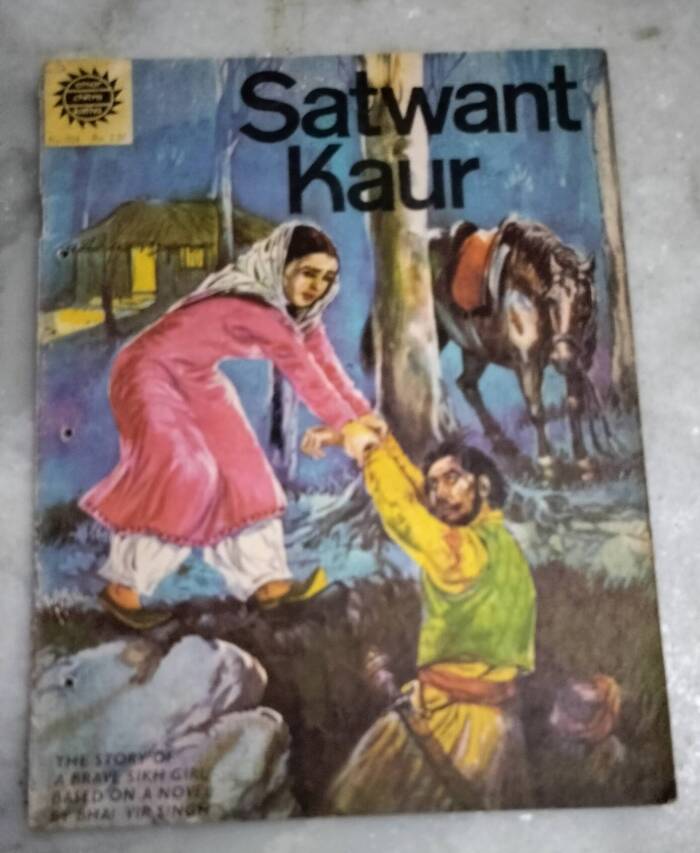 Satwant
Kaur
THE STORY OF
A BRAVE SIKH GIRL
BASED ON A NOVEL
BY BHAI VIR SINGH